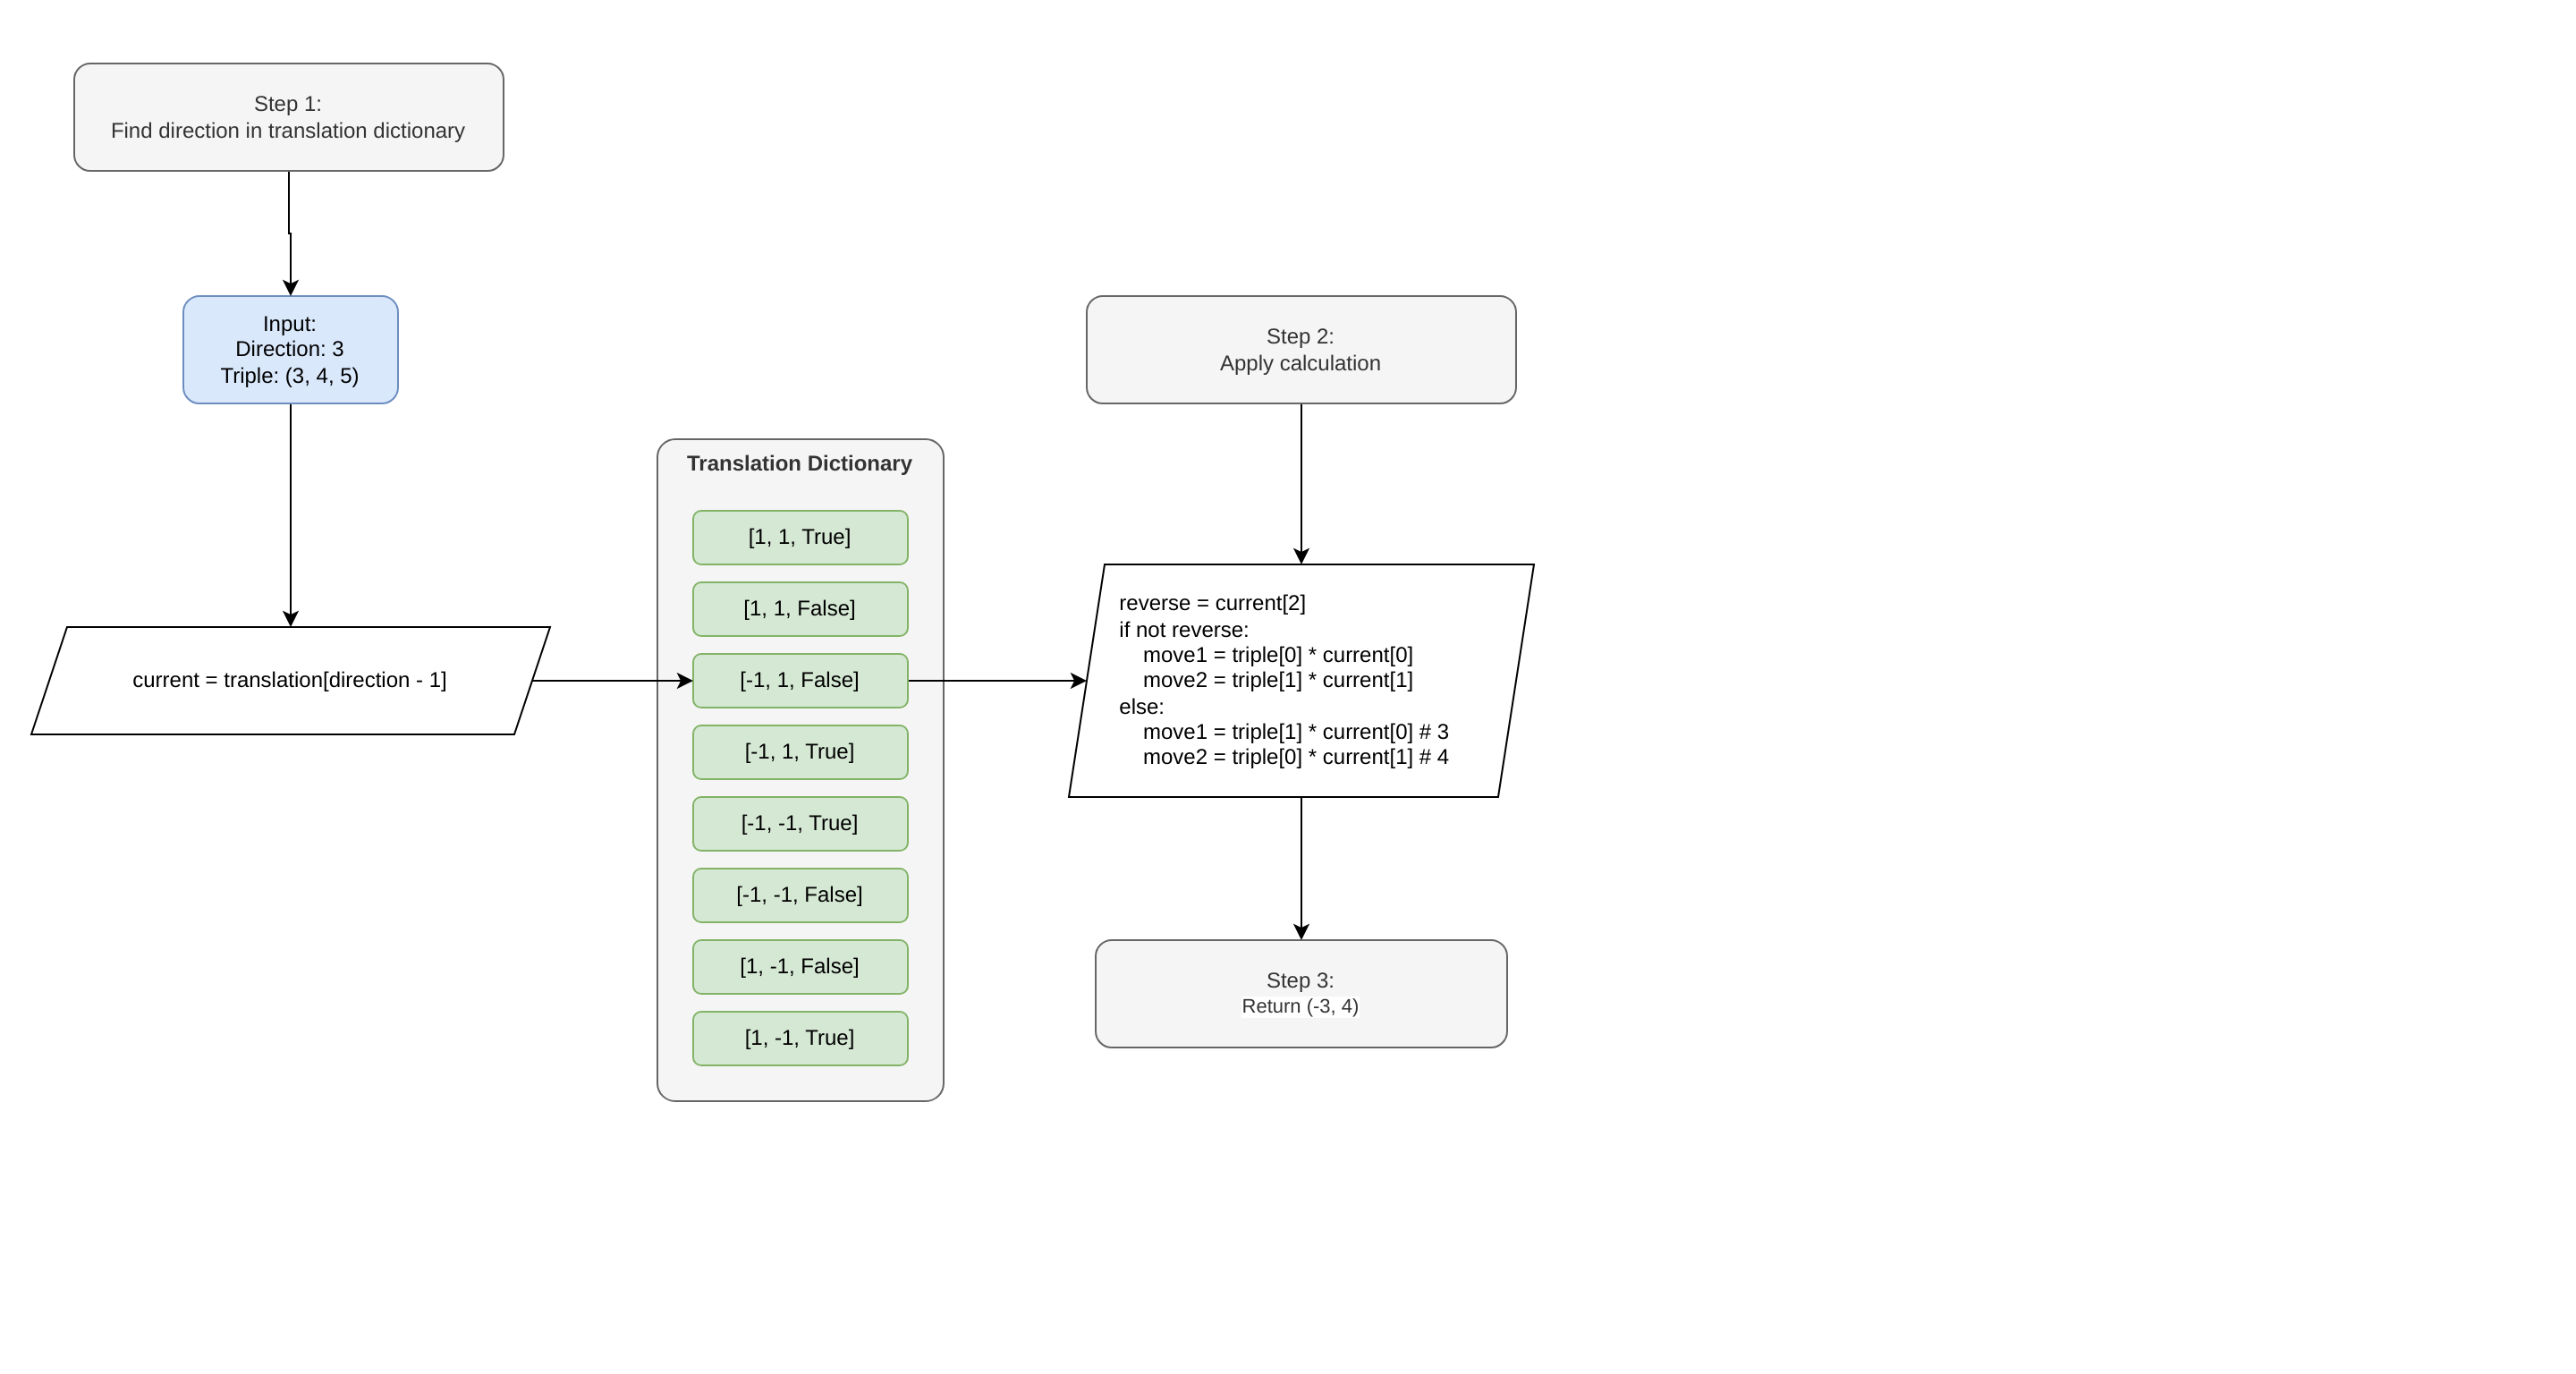 Step 1:
Find direction in translation dictionary
Input:
Direction: 3
Triple: (3, 4, 5)
current = translation[direction - 1]
Translation Dictionary
[1, 1, True]
[1, 1, False]
[-1, 1, False]
[-1, 1, True]
[-1, -1, True]
[-1, -1, False]
[1, -1, False]
[1, -1, True]
Step 2:
Apply calculation
reverse = current[2]
if not reverse:
    move1 = triple[0] * current[0]
    move2 = triple[1] * current[1]
else:
    move1 = triple[1] * current[0] # 3
    move2 = triple[0] * current[1] # 4
Step 3:
Return (-3, 4)